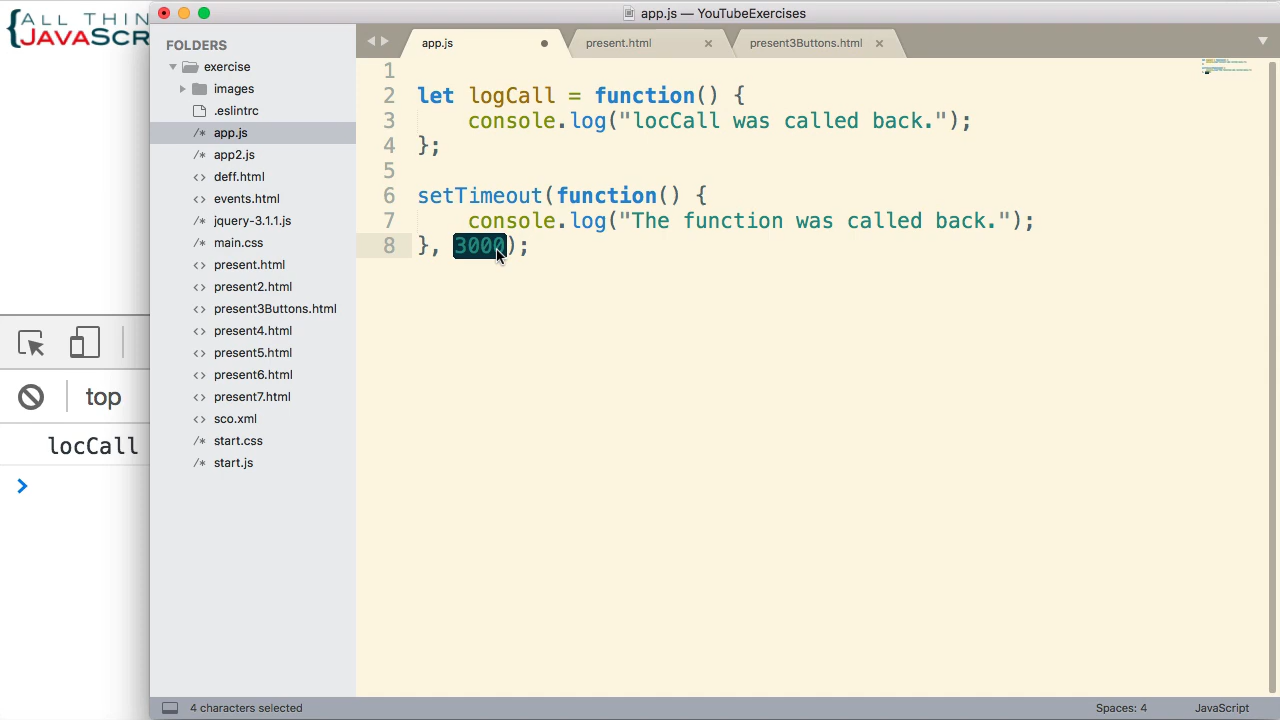 {ALL THIN
JAVASCR
app.js — YouTubeExercises
FOLDERS
exercise
images
.eslintrc
/* app.js
/* app2.js
<> deff.html
<> events.html
/* jquery-3.1.1.js
/* main.css
<> present.html
<> present2.html
<> present3Buttons.html
<> present4.html
<> present5.html
<> present6.html
<> present7.html
<> sco.xml
/* start.css
/* start.js
app.js
present.html
present3Buttons.html
1
2 let logCall = function() {
3 console.log("locCall was called back.");
4 };
5
6 setTimeout(function() {
7 console.log("The function was called back.");
8 }, 3000);
top
locCall
>
4 characters selected
Spaces: 4
JavaScript